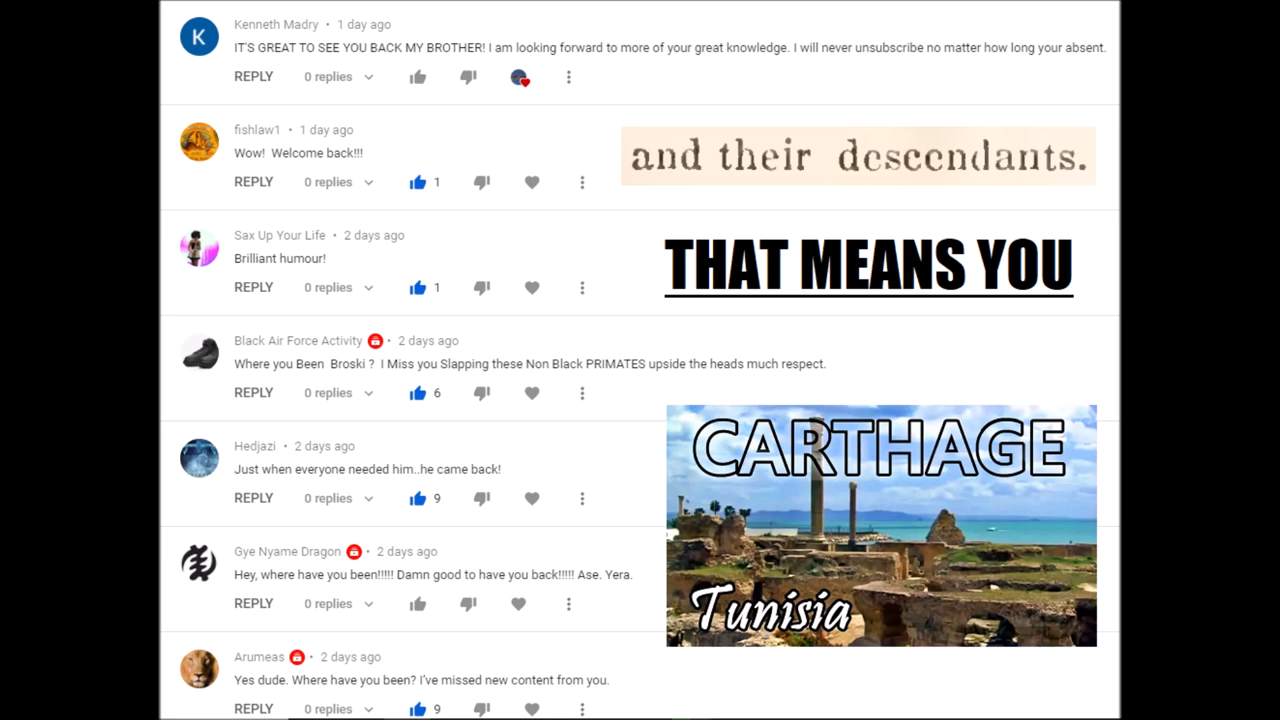 K
Kenneth Madry • 1 day ago
IT'S GREAT TO SEE YOU BACK MY BROTHER! I am looking forward to more of your great knowledge. I will never unsubscribe no matter how long your absent.
REPLY 0 replies
fishlaw1 • 1 day ago
Wow! Welcome back!!!
REPLY 0 replies 1
and their descendants.
Sax Up Your Life • 2 days ago
Brilliant humour!
REPLY 0 replies 1
THAT MEANS YOU
Black Air Force Activity • 2 days ago
Where you Been Broski ? I Miss you Slapping these Non Black PRIMATES upside the heads much respect.
REPLY 0 replies 6
Hedjazi • 2 days ago
Just when everyone needed him..he came back!
REPLY 0 replies 9
CARTHAGE
Tunisia
Gye Nyame Dragon • 2 days ago
Hey, where have you been!!!!! Damn good to have you back!!!!! Ase. Yera.
REPLY 0 replies
Arumeas • 2 days ago
Yes dude. Where have you been? I've missed new content from you.
REPLY 0 replies 9